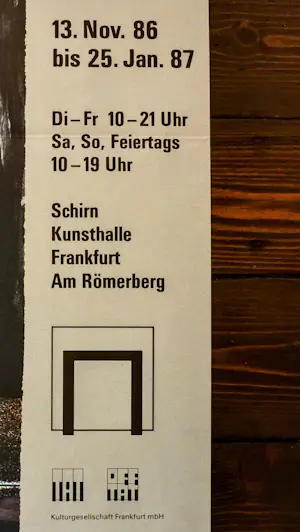 13. Nov. 86
bis 25. Jan. 87
Di–Fr 10–21 Uhr
Sa, So, Feiertags
10–19 Uhr
Schirn
Kunsthalle
Frankfurt
Am Römerberg
Kulturgesellschaft Frankfurt mbH